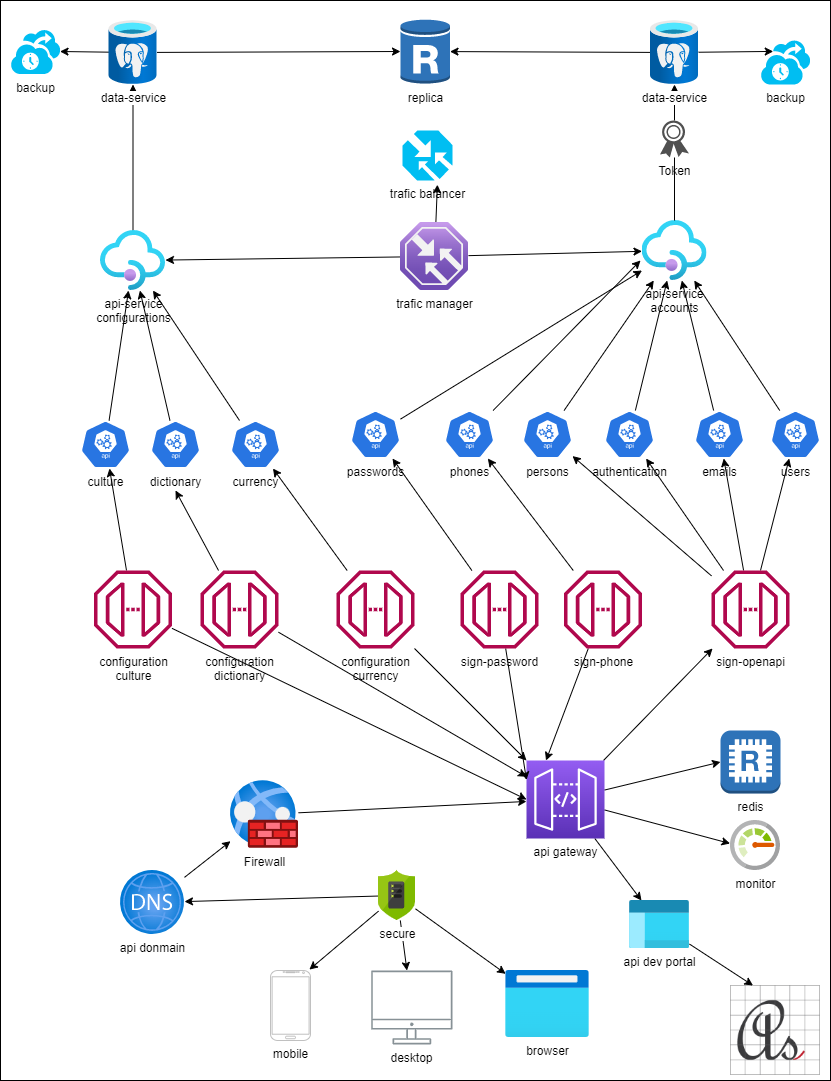 backup
data-service
replica
data-service
backup
R
Token
trafic balancer
trafic manager
api-service
configurations
api-service
accounts
api
api
api
api
api
api
api
api
api
culture
dictionary
currency
passwords
phones
persons
authentication
emails
users
configuration
culture
configuration
dictionary
configuration
currency
sign-password
sign-phone
sign-openapi
R
redis
</>
api gateway
Firewall
monitor
DNS
api donmain
secure
api dev portal
mobile
desktop
browser